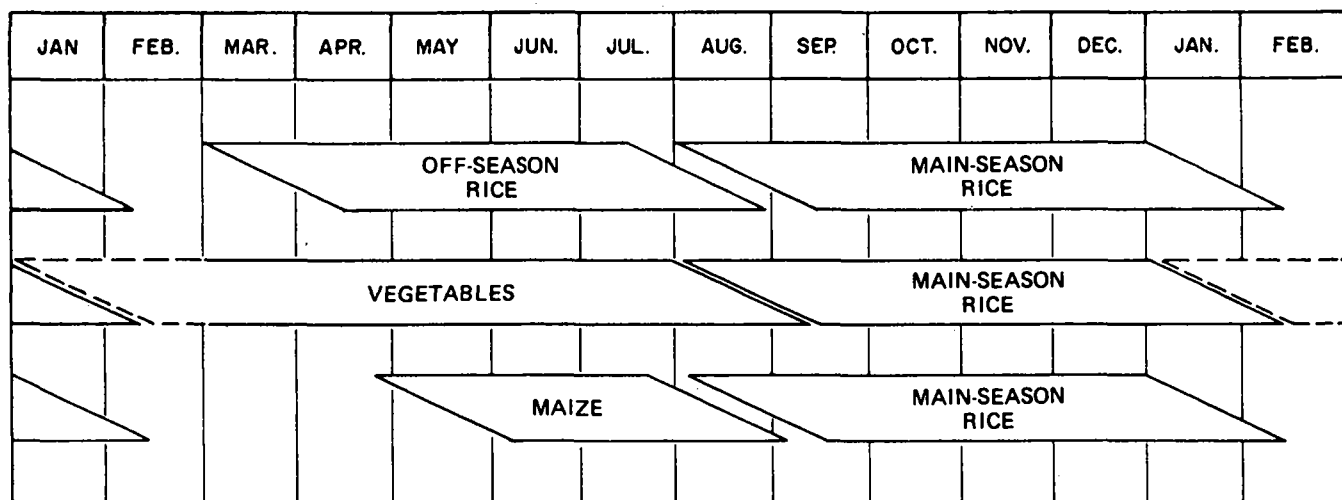 JAN FEB. MAR. APR. MAY JUN. JUL. AUG. SEP. OCT. NOV. DEC. JAN. FEB.
OFF-SEASON
RICE
MAIN-SEASON
RICE
VEGETABLES
MAIN-SEASON
RICE
MAIZE
MAIN-SEASON
RICE